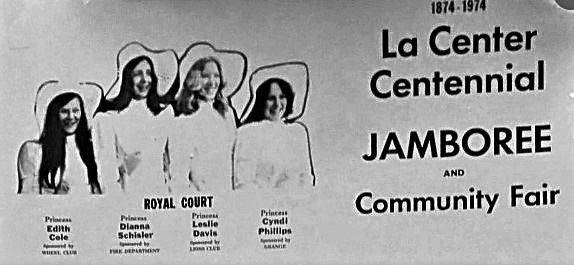 1874-1974
La Center
Centennial
JAMBOREE
AND
Community Fair
ROYAL COURT
Princess
Edith
Cole
Sponsored by
WHEEL CLUB
Princess
Dianna
Schisler
Sponsored by
FIRE DEPARTMENT
Princess
Leslie
Davis
Sponsored by
LIONS CLUB
Princess
Cyndi
Phillips
Sponsored by
GRANGE